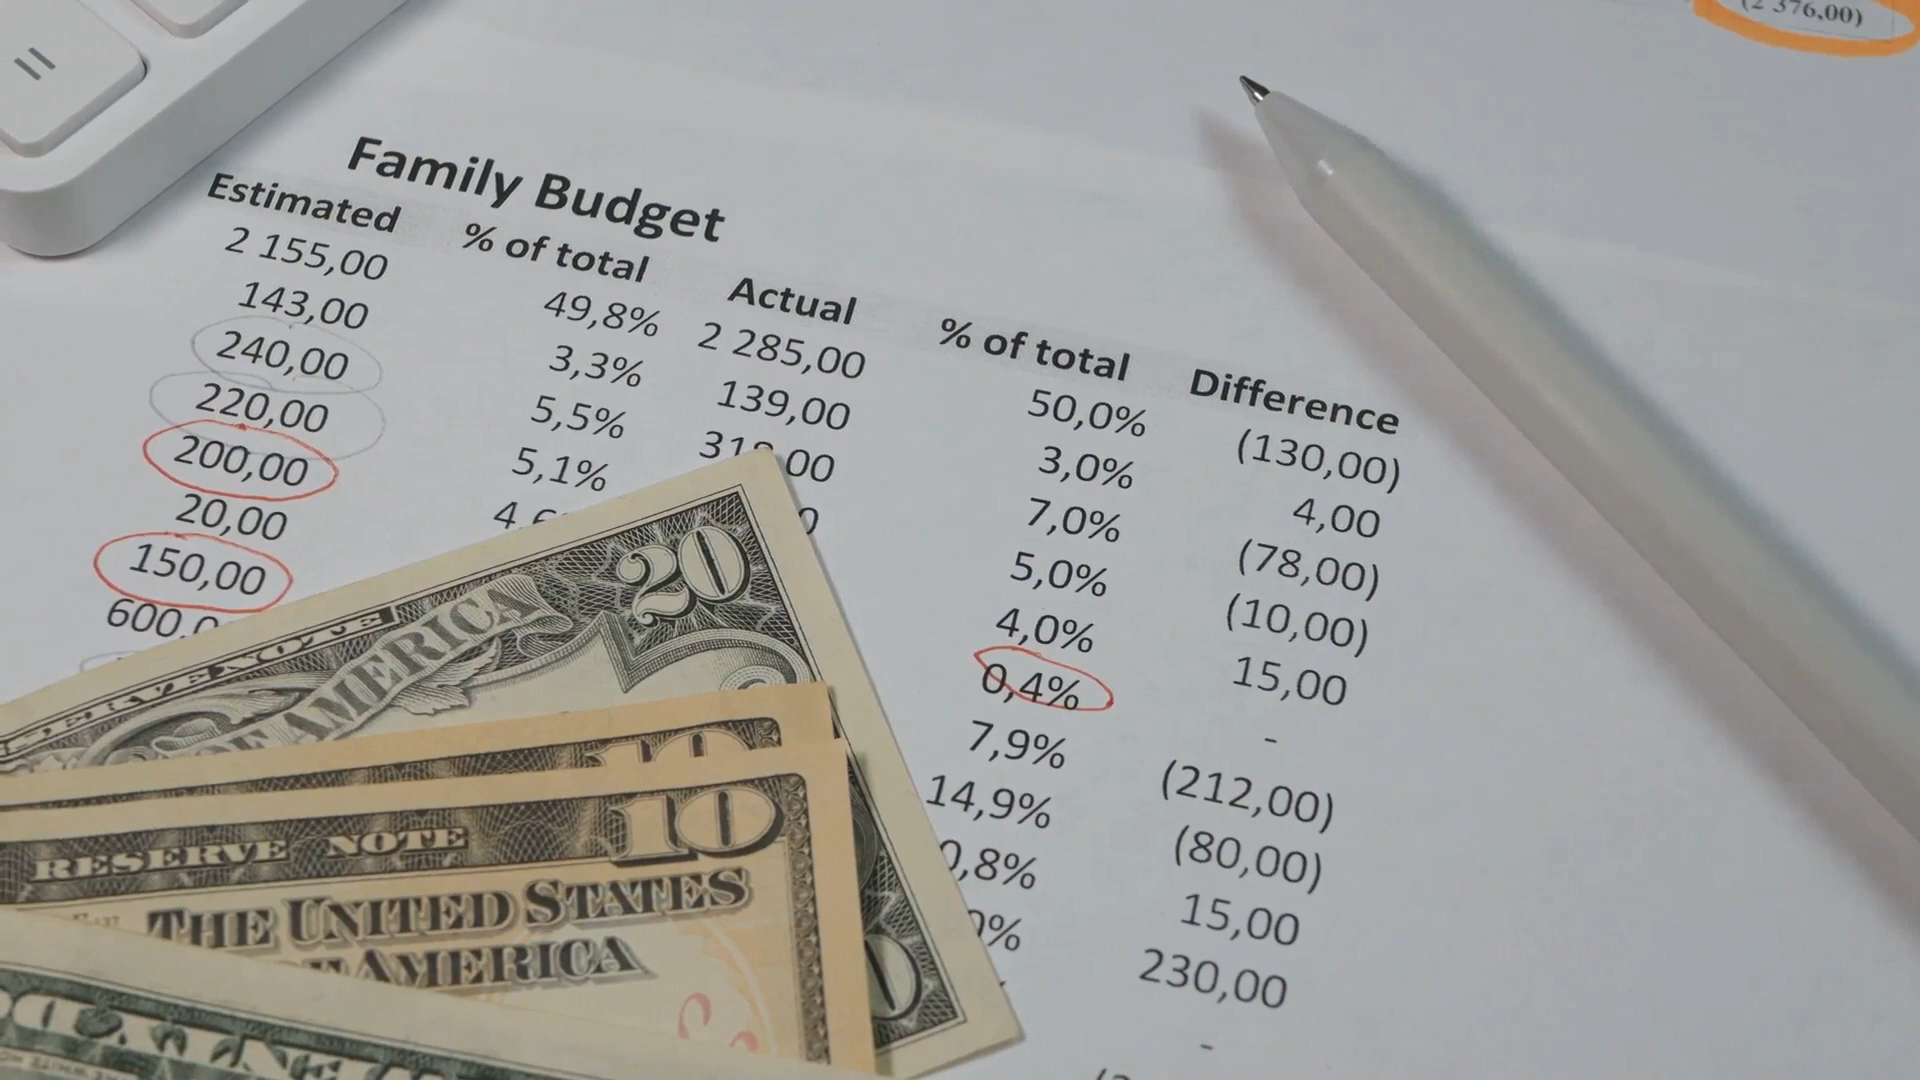 (2 376,00)
Family Budget
Estimated % of total Actual % of total Difference
2 155,00 49,8% 2 285,00 50,0% (130,00)
143,00 3,3% 139,00 3,0% 4,00
240,00 5,5% 7,0% (78,00)
220,00 5,1% 5,0% (10,00)
200,00 4,0% 15,00
20,00 0,4% -
150,00 7,9% (212,00)
14,9% (80,00)
15,00
230,00
-
20
AMERICA
10
RESERVE NOTE 10
THE UNITED STATES
AMERICA